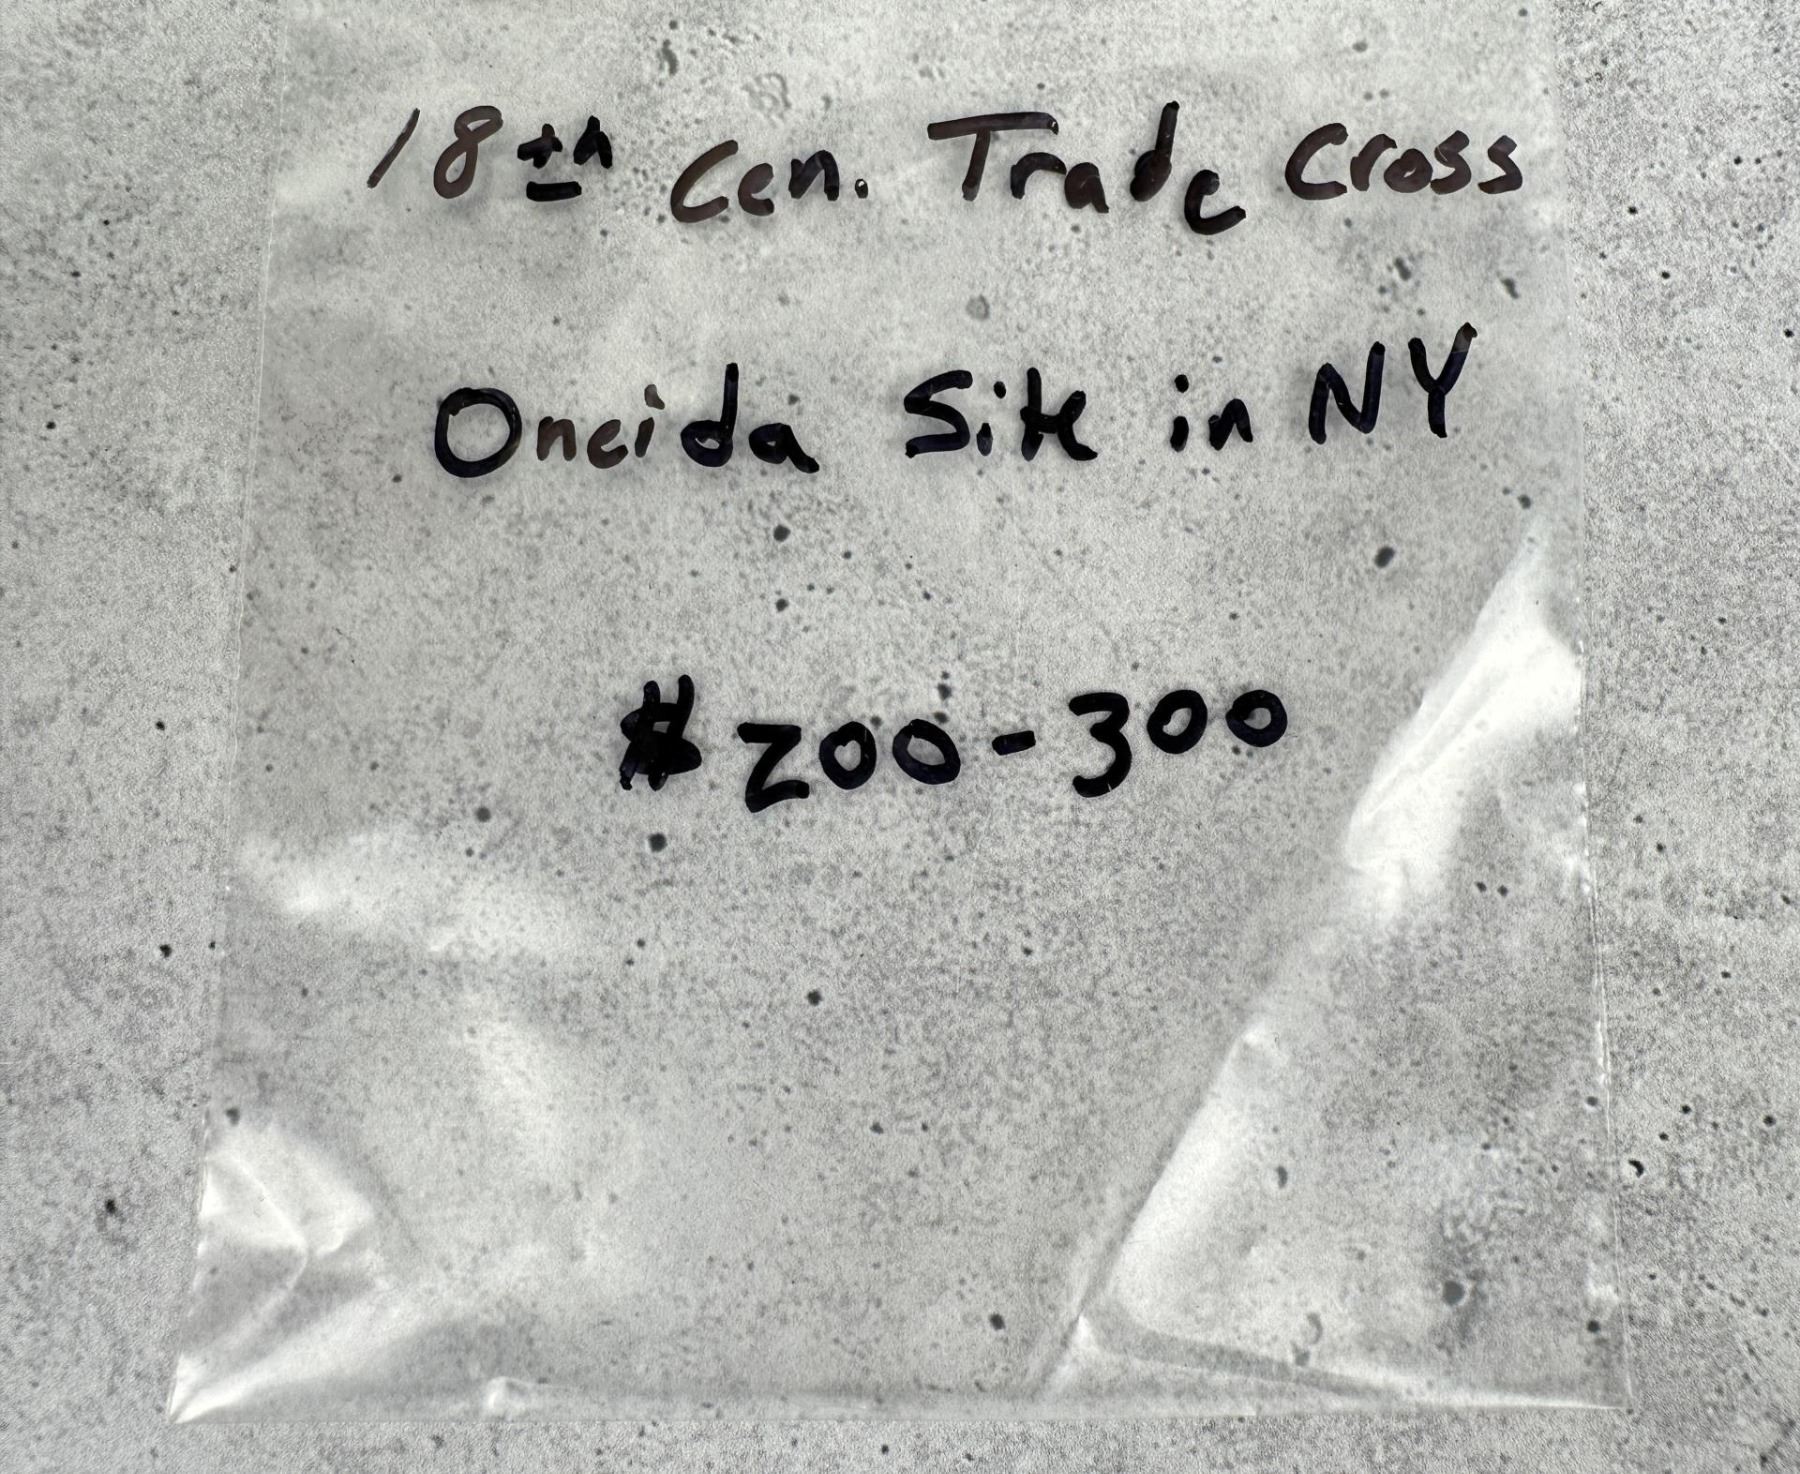 18th Cen. Trade Cross
Oneida Site in NY
$200-300